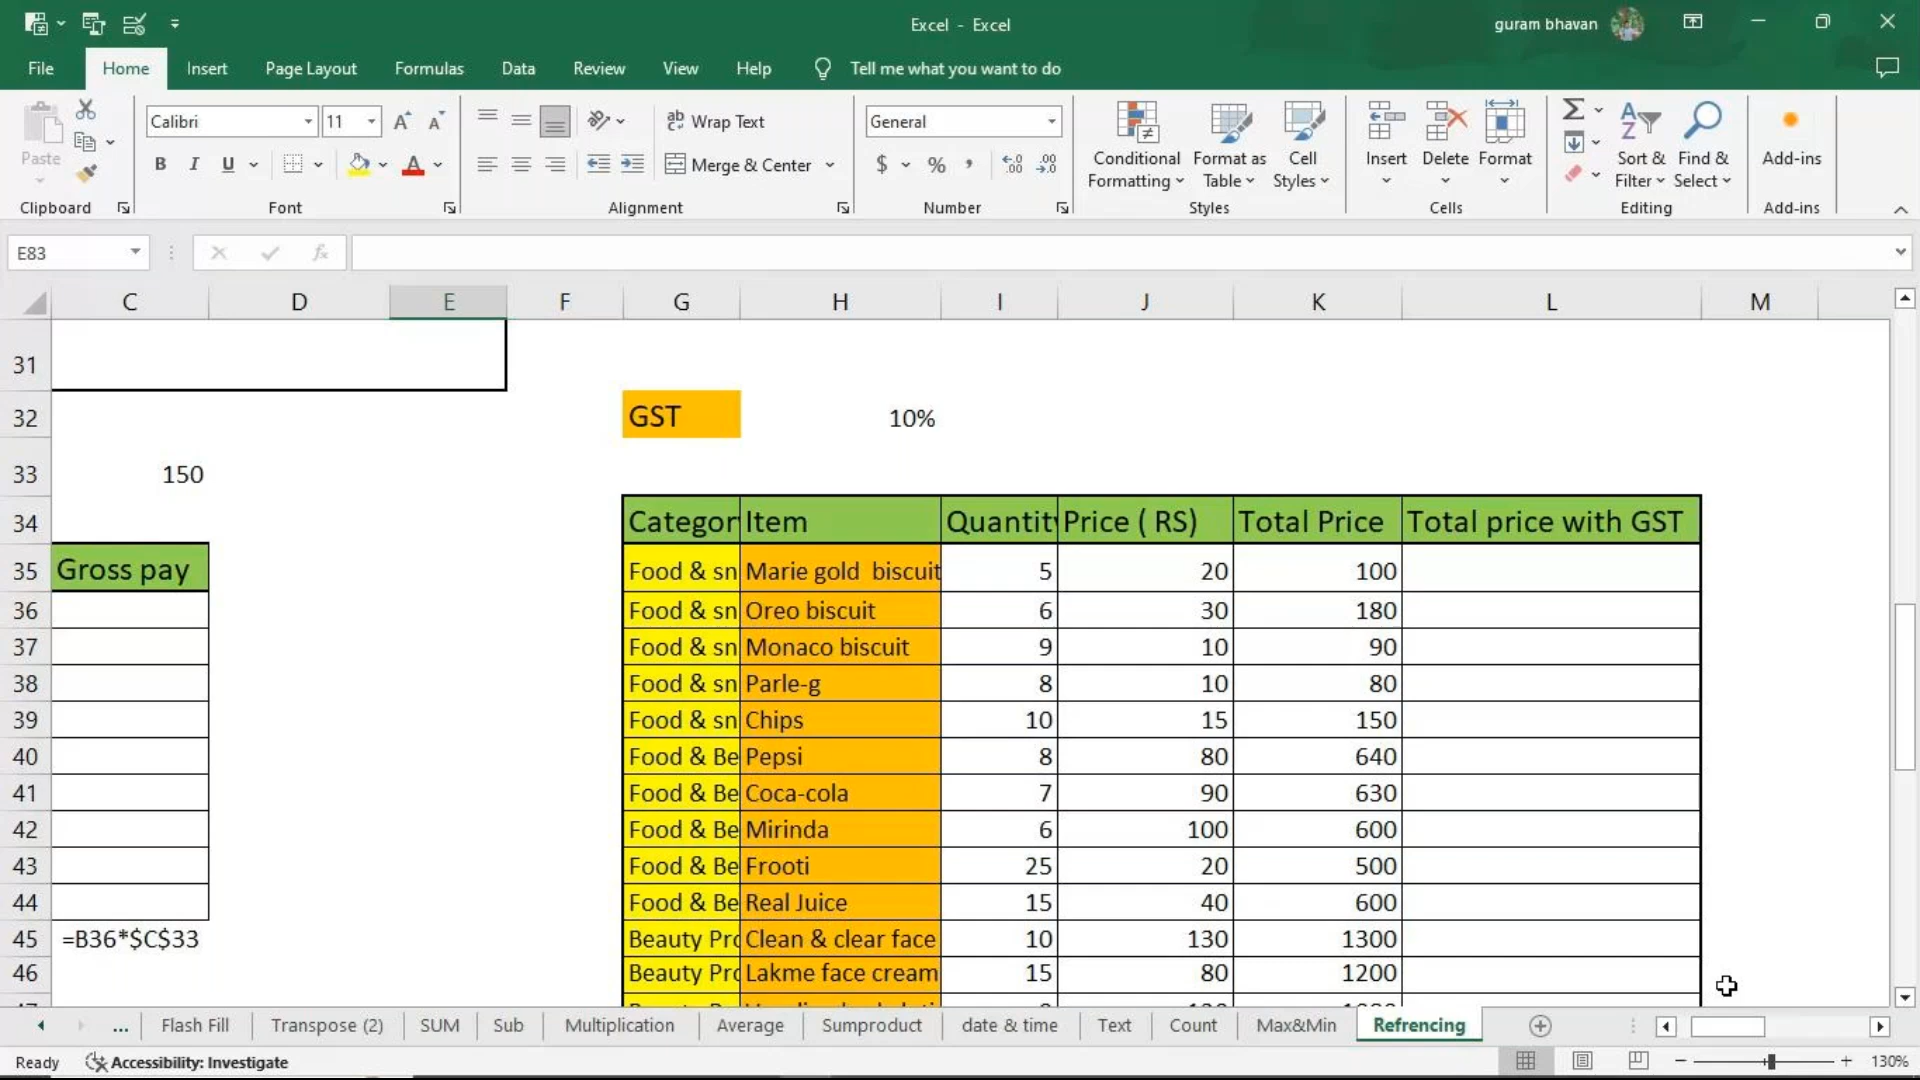 Excel - Excel
guram bhavan
File Home Insert Page Layout Formulas Data Review View Help Tell me what you want to do
Paste
Clipboard
Calibri 11
B I U
Font
Wrap Text
Merge & Center
Alignment
General
$ % ,
Number
Conditional Formatting
Format as Table
Cell Styles
Styles
Insert Delete Format
Cells
Sort & Filter
Find & Select
Editing
Add-ins
Add-ins
E83 fx
C D E F G H I J K L M
31
32 GST 10%
33 150
34 Categor Item Quantity Price ( RS) Total Price Total price with GST
35 Gross pay Food & sn Marie gold biscuit 5 20 100
36 Food & sn Oreo biscuit 6 30 180
37 Food & sn Monaco biscuit 9 10 90
38 Food & sn Parle-g 8 10 80
39 Food & sn Chips 10 15 150
40 Food & Be Pepsi 8 80 640
41 Food & Be Coca-cola 7 90 630
42 Food & Be Mirinda 6 100 600
43 Food & Be Frooti 25 20 500
44 Food & Be Real Juice 15 40 600
45 =B36*$C$33 Beauty Pro Clean & clear face 10 130 1300
46 Beauty Pro Lakme face cream 15 80 1200
... Flash Fill Transpose (2) SUM Sub Multiplication Average Sumproduct date & time Text Count Max&Min Refrencing
Ready Accessibility: Investigate 130%